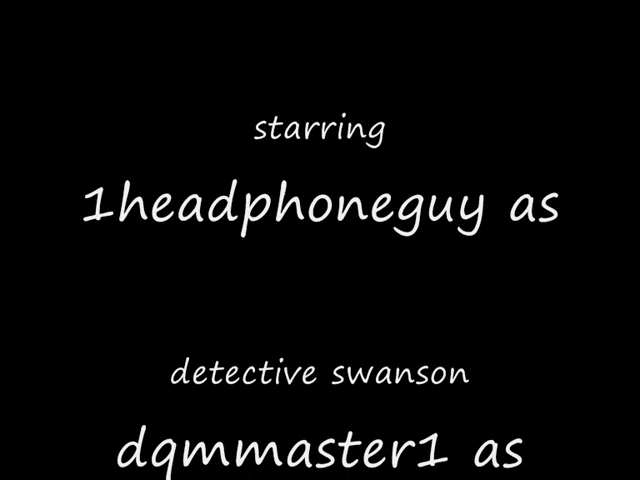 starring
1headphoneguy as
detective swanson
dqmmaster1 as